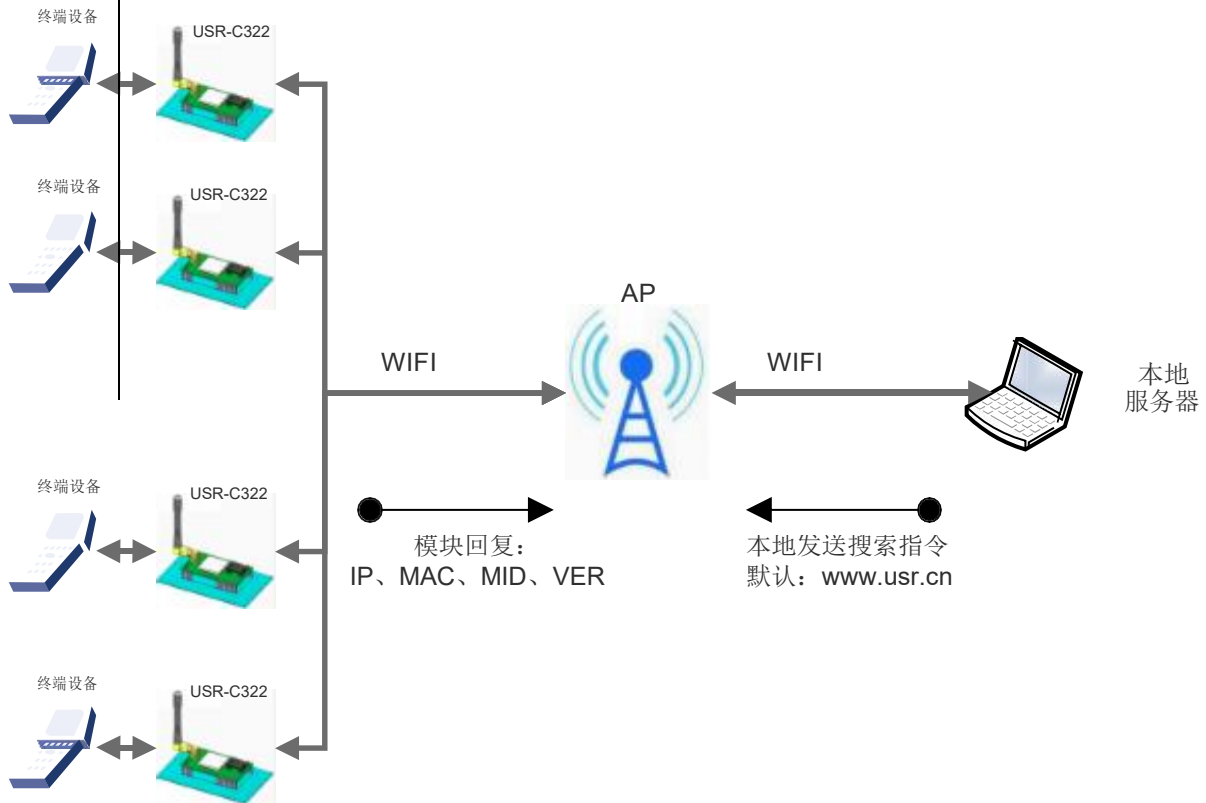 终端设备
USR-C322
终端设备
USR-C322
AP
WIFI
WIFI
本地
服务器
终端设备
USR-C322
模块回复：
IP、MAC、MID、VER
本地发送搜索指令
默认：www.usr.cn
终端设备
USR-C322